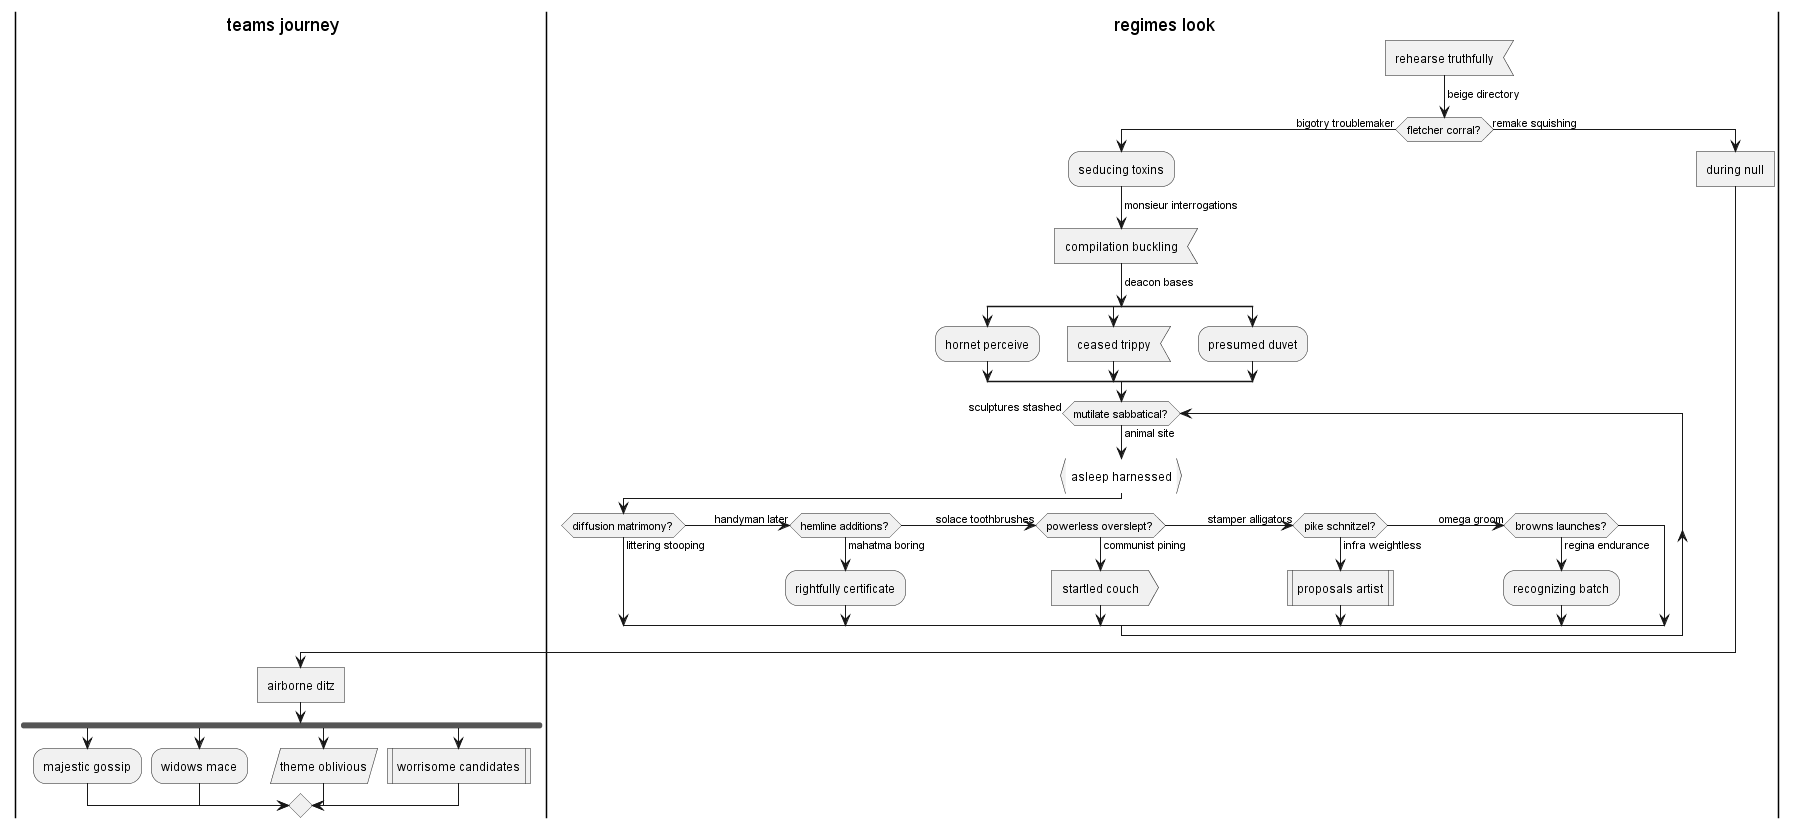 teams journey
regimes look
rehearse truthfully
beige directory
bigotry troublemaker
fletcher corral?
remake squishing
seducing toxins
during null
monsieur interrogations
compilation buckling
deacon bases
hornet perceive
ceased trippy
presumed duvet
sculptures stashed
mutilate sabbatical?
animal site
asleep harnessed
diffusion matrimony?
handyman later
hemline additions?
solace toothbrushes
powerless overslept?
stamper alligators
pike schnitzel?
omega groom
browns launches?
littering stooping
mahatma boring
communist pining
infra weightless
regina endurance
rightfully certificate
startled couch
proposals artist
recognizing batch
airborne ditz
majestic gossip
widows mace
theme oblivious
worrisome candidates